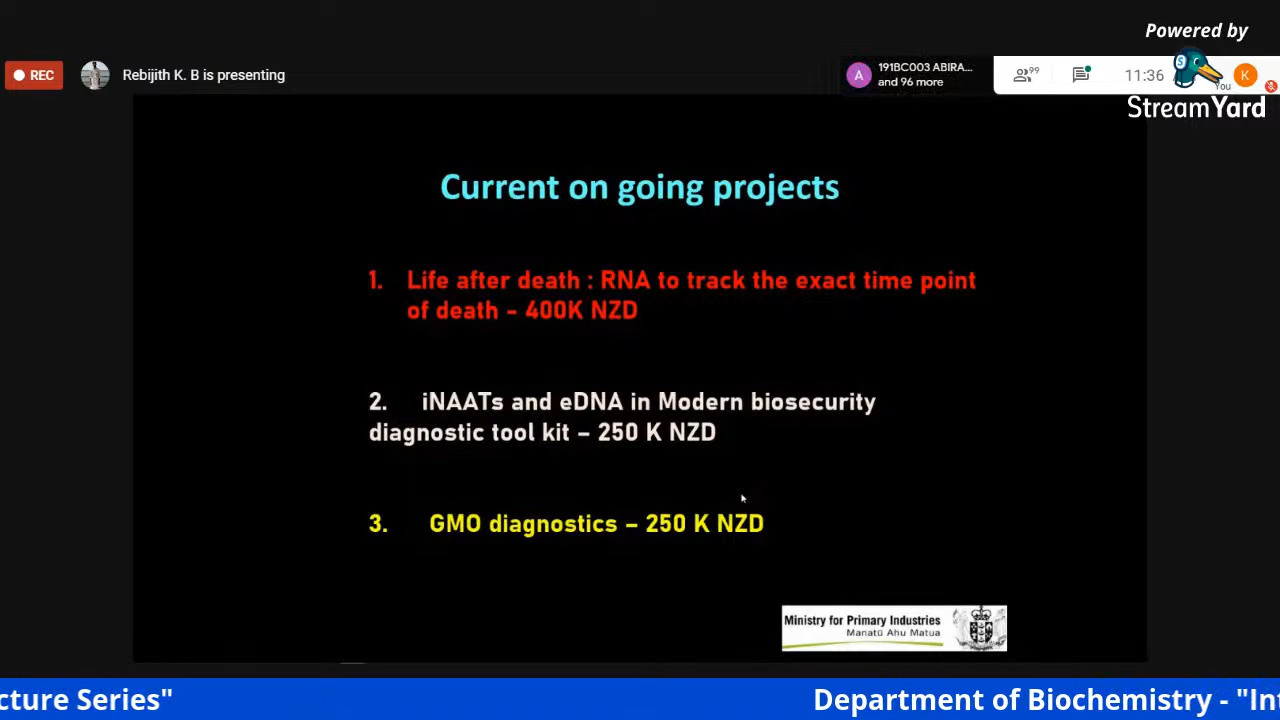 Powered by
REC
Rebijith K. B is presenting
A
191BC003 ABIRA...
and 96 more
99
11:36
S
You
K
StreamYard
Current on going projects
1. Life after death : RNA to track the exact time point
of death - 400K NZD
2. iNAATs and eDNA in Modern biosecurity
diagnostic tool kit – 250 K NZD
3. GMO diagnostics – 250 K NZD
Ministry for Primary Industries
Manatū Ahu Matua
cture Series" Department of Biochemistry - "In